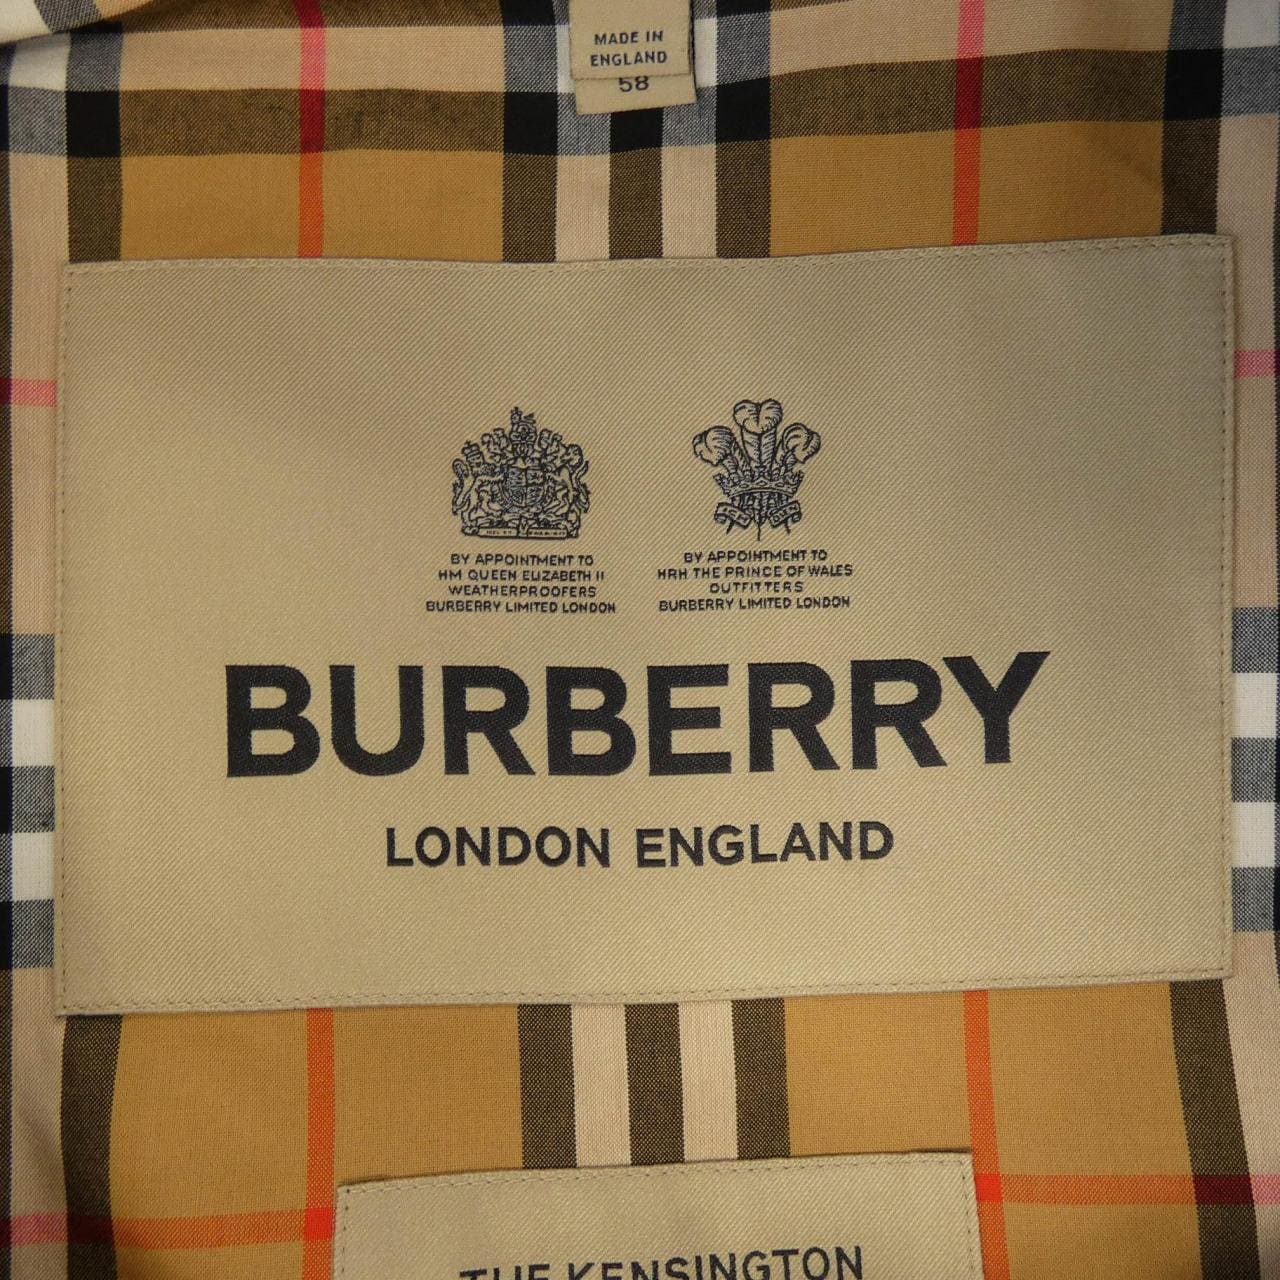 MADE IN
ENGLAND
58
BY APPOINTMENT TO
HM QUEEN ELIZABETH II
WEATHERPROOFERS
BURBERRY LIMITED LONDON
BY APPOINTMENT TO
HRH THE PRINCE OF WALES
OUTFITTERS
BURBERRY LIMITED LONDON
BURBERRY
LONDON ENGLAND
THE KENSINGTON